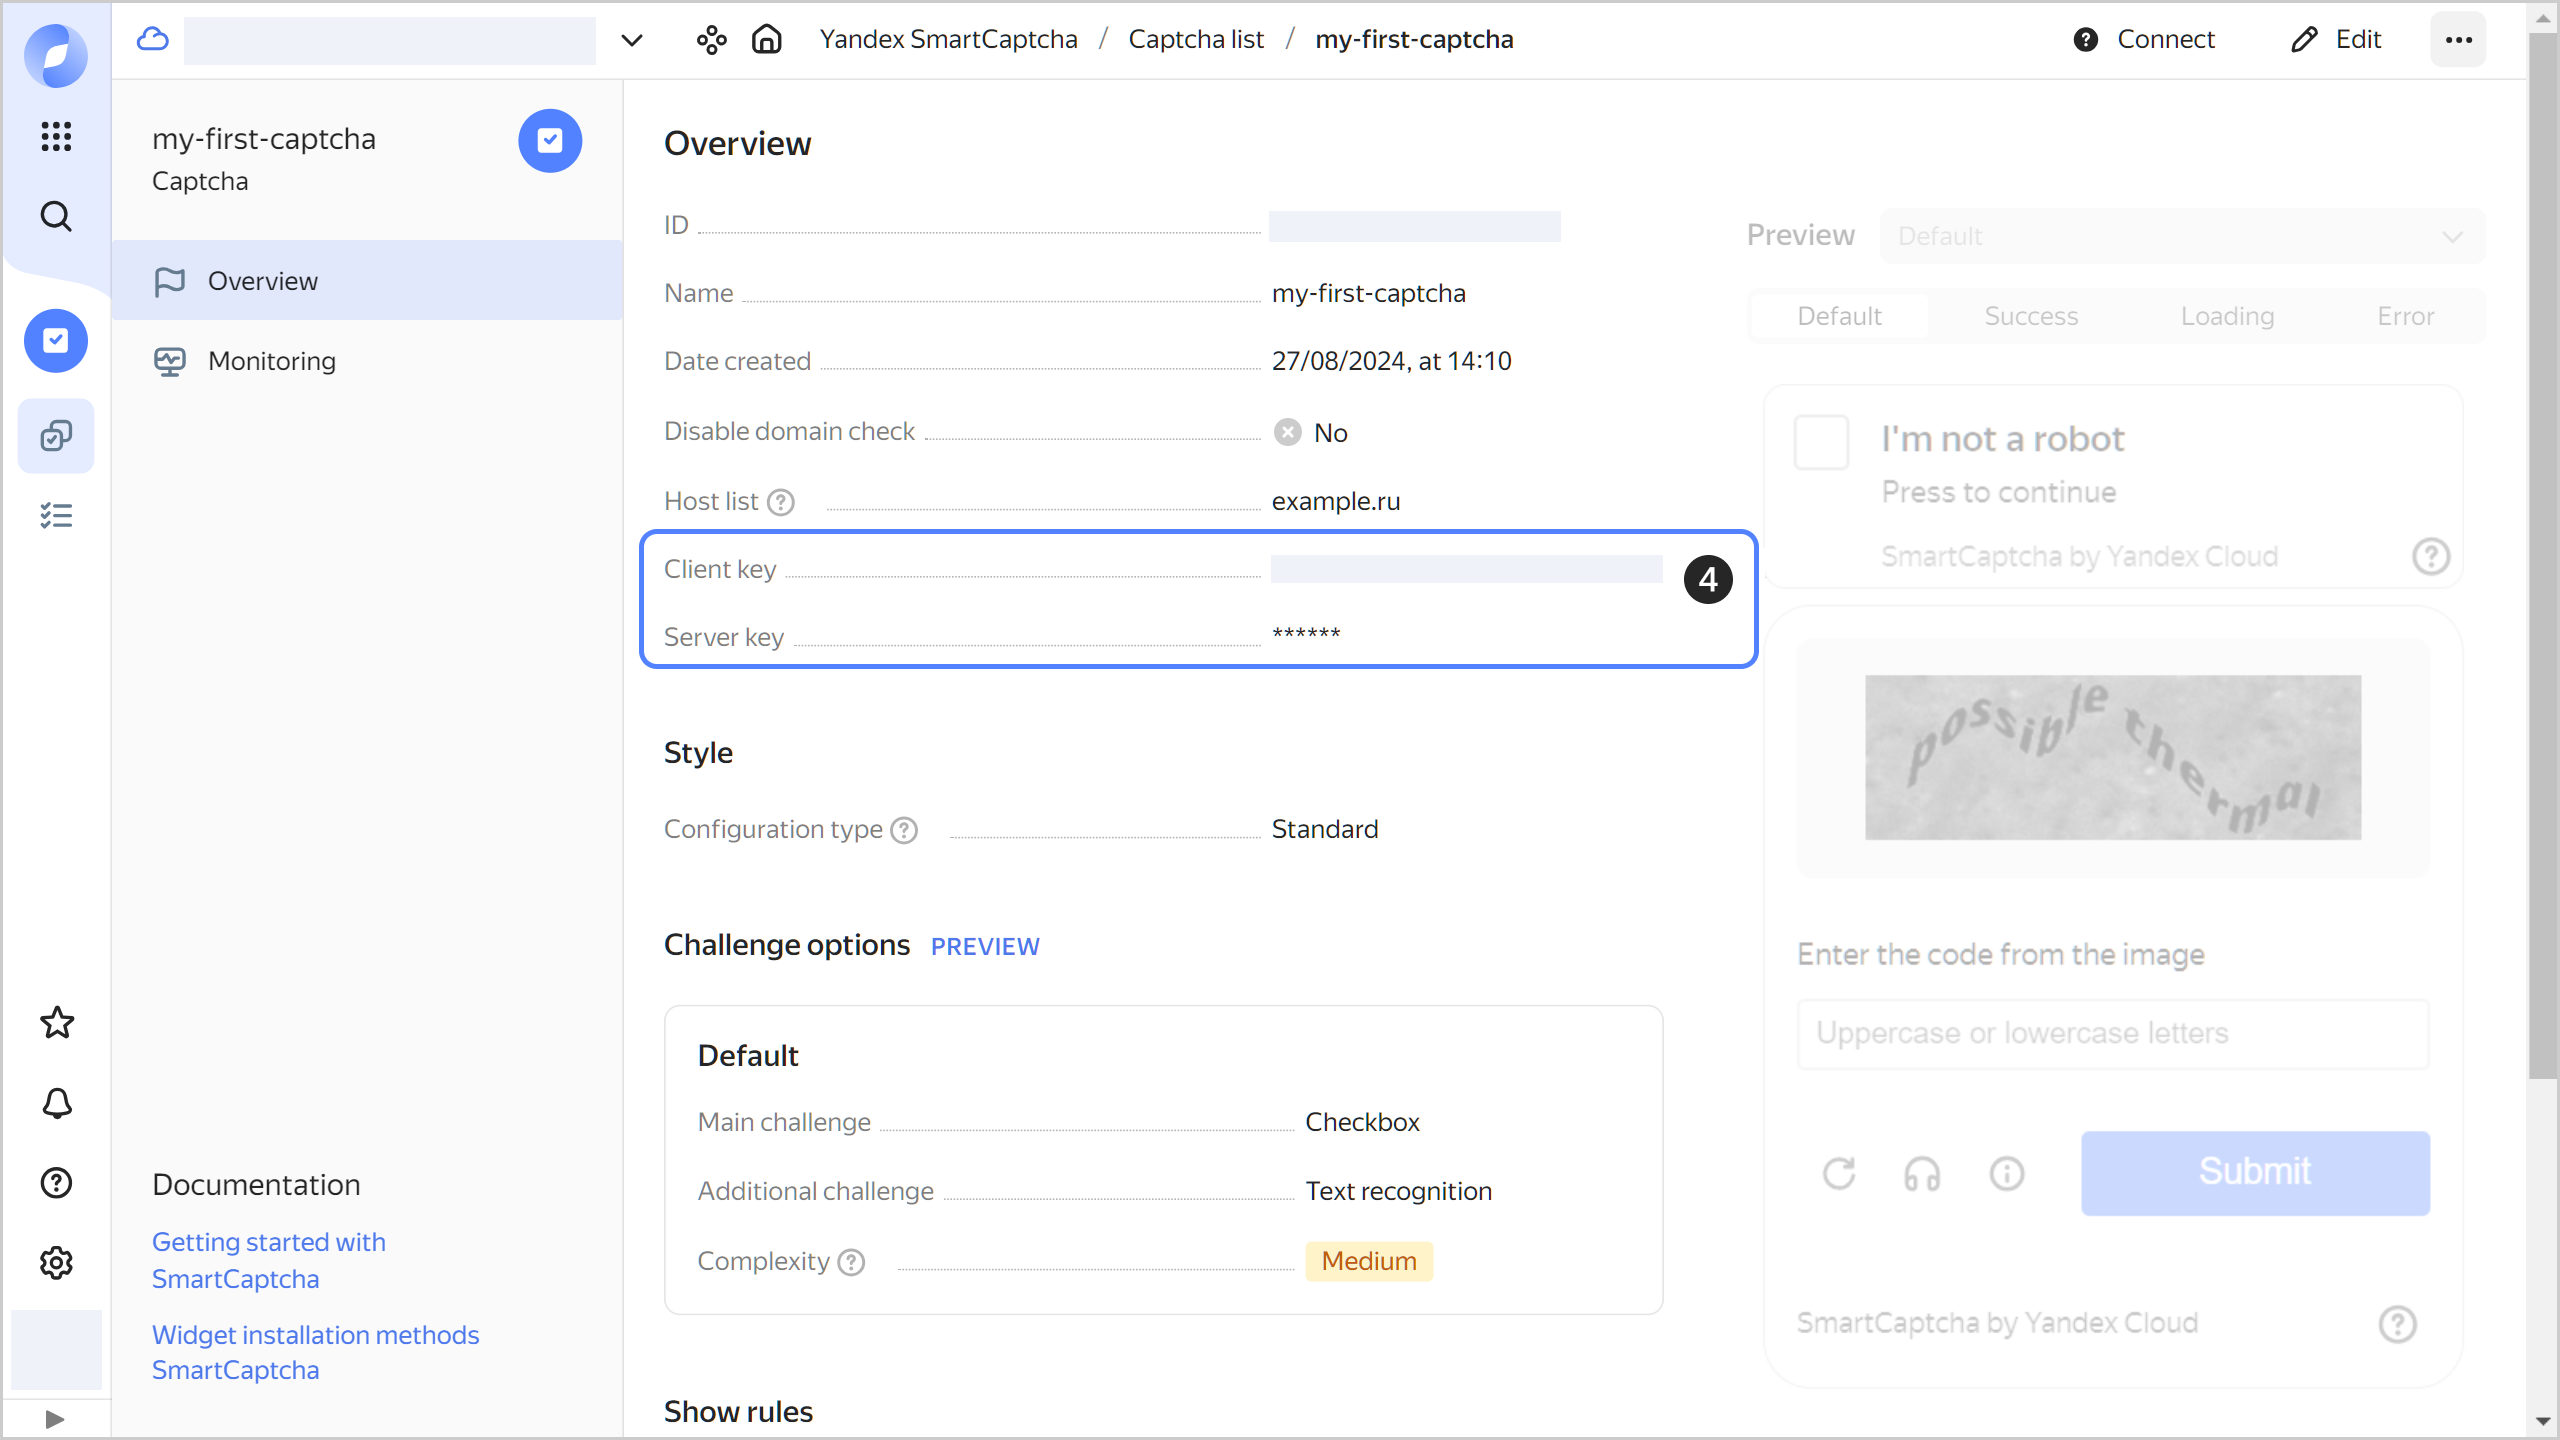 Yandex SmartCaptcha / Captcha list / my-first-captcha
Connect
Edit
my-first-captcha
Captcha
Overview
Monitoring
Documentation
Getting started with
SmartCaptcha
Widget installation methods
SmartCaptcha
Overview
ID
Name my-first-captcha
Date created 27/08/2024, at 14:10
Disable domain check No
Host list example.ru
Client key
4
Server key ******
Style
Configuration type Standard
Challenge options PREVIEW
Default
Main challenge Checkbox
Additional challenge Text recognition
Complexity Medium
Show rules
Preview Default
Default Success Loading Error
I'm not a robot
Press to continue
SmartCaptcha by Yandex Cloud
possible thermal
Enter the code from the image
Uppercase or lowercase letters
Submit
SmartCaptcha by Yandex Cloud